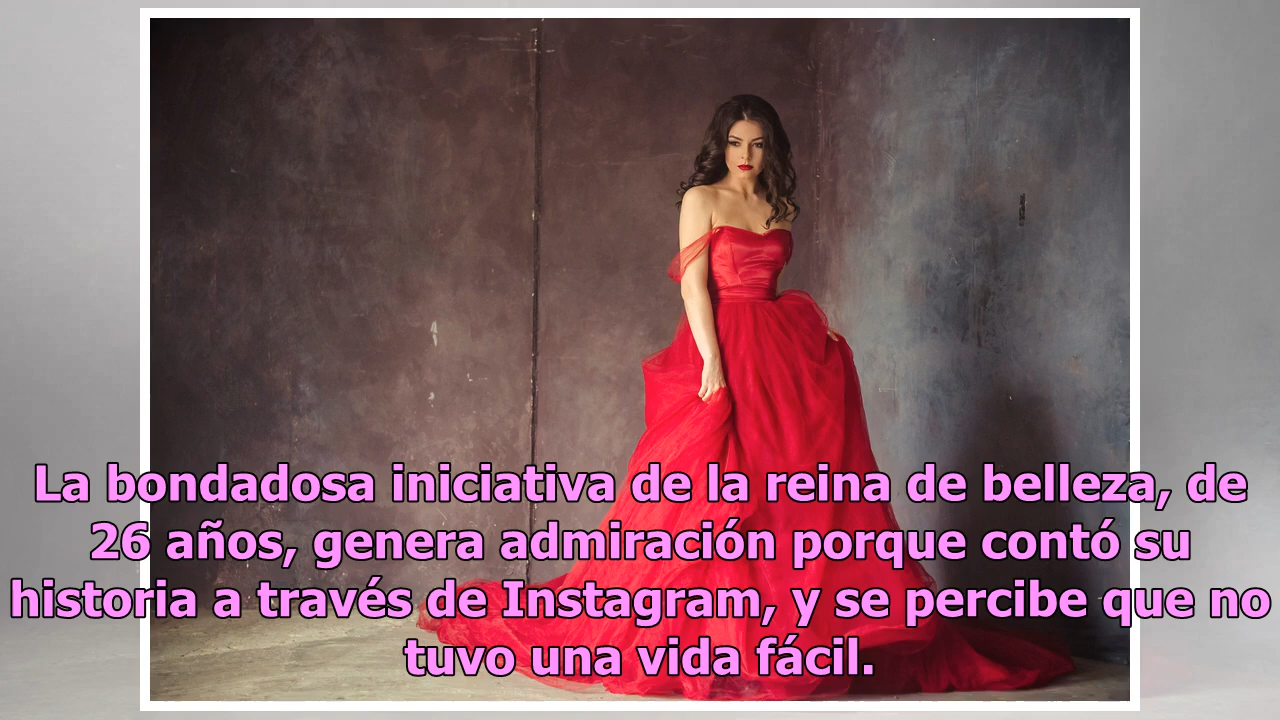 La bondadosa iniciativa de la reina de belleza, de
26 años, genera admiración porque contó su
historia a través de Instagram, y se percibe que no
tuvo una vida fácil.